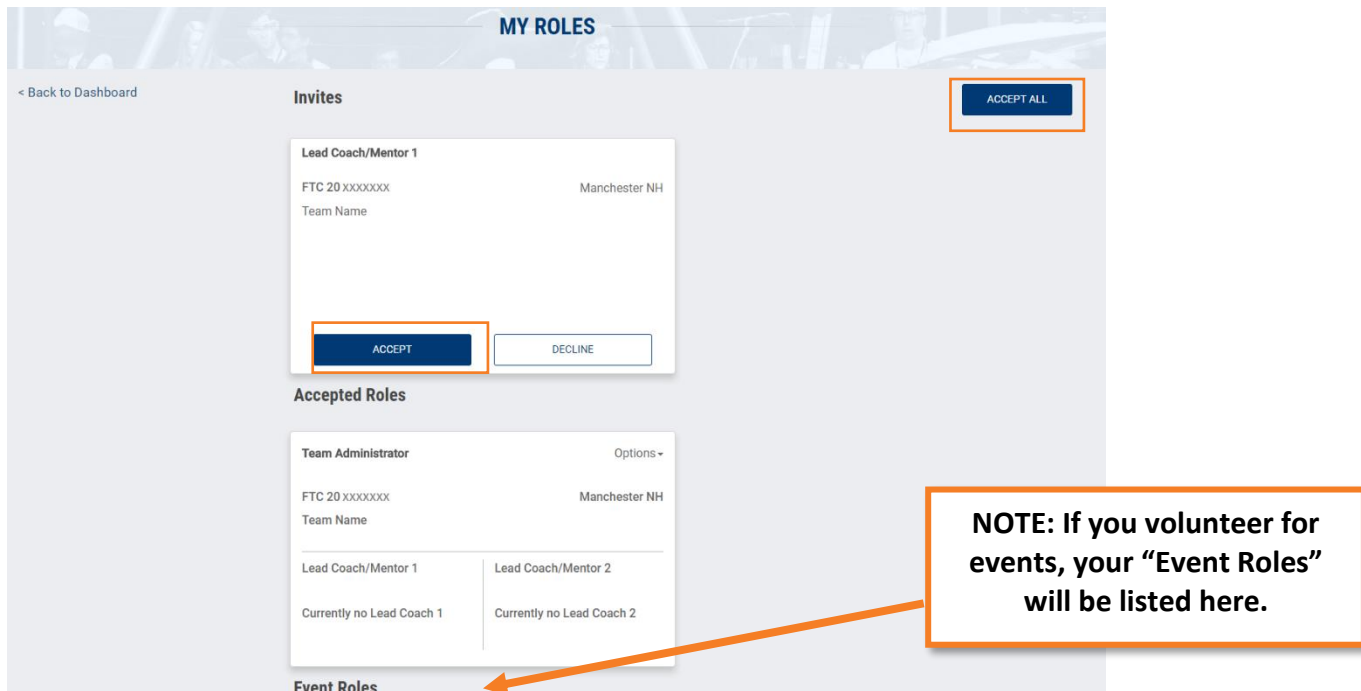 MY ROLES
< Back to Dashboard
Invites
ACCEPT ALL
Lead Coach/Mentor 1
FTC 20 XXXXXXX
Manchester NH
Team Name
ACCEPT
DECLINE
Accepted Roles
Team Administrator
Options
FTC 20 XXXXXXX
Manchester NH
Team Name
Lead Coach/Mentor 1
Lead Coach/Mentor 2
Currently no Lead Coach 1
Currently no Lead Coach 2
NOTE: If you volunteer for
events, your “Event Roles”
will be listed here.
Event Roles